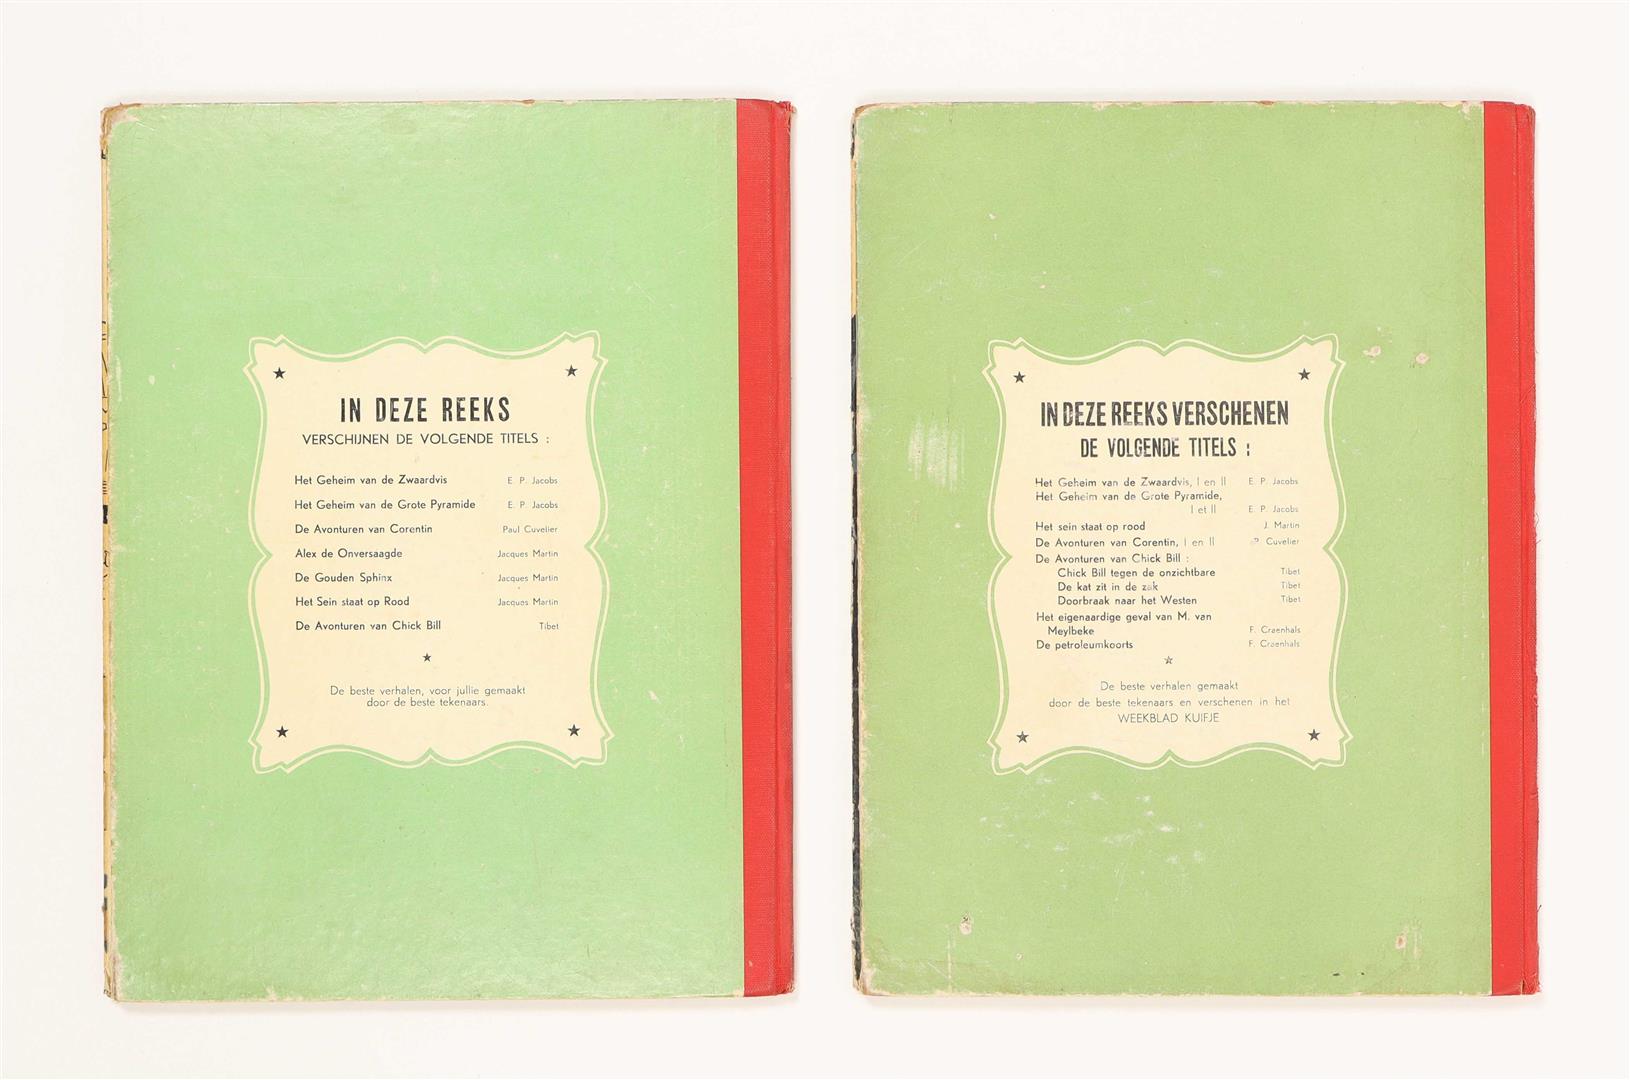 IN DEZE REEKS
VERSCHIJNEN DE VOLGENDE TITELS :
Het Geheim van de Zwaardvis E. P. Jacobs
Het Geheim van de Grote Pyramide E. P. Jacobs
De Avonturen van Corentin Paul Cuvelier
Alex de Onversaagde Jacques Martin
De Gouden Sphinx Jacques Martin
Het Sein staat op Rood Jacques Martin
De Avonturen van Chick Bill Tibet
De beste verhalen, voor jullie gemaakt
door de beste tekenaars.
IN DEZE REEKS VERSCHENEN
DE VOLGENDE TITELS :
Het Geheim van de Zwaardvis, I en II E. P. Jacobs
Het Geheim van de Grote Pyramide,
I et II E. P. Jacobs
Het sein staat op rood J. Martin
De Avonturen van Corentin, I en II P. Cuvelier
De Avonturen van Chick Bill :
Chick Bill tegen de onzichtbare Tibet
De kat zit in de zak Tibet
Doorbraak naar het Westen Tibet
Het eigenaardige geval van M. van
Meylbeke F. Craenhals
De petroleumkoorts F. Craenhals
De beste verhalen gemaakt
door de beste tekenaars en verschenen in het
WEEKBLAD KUIFJE